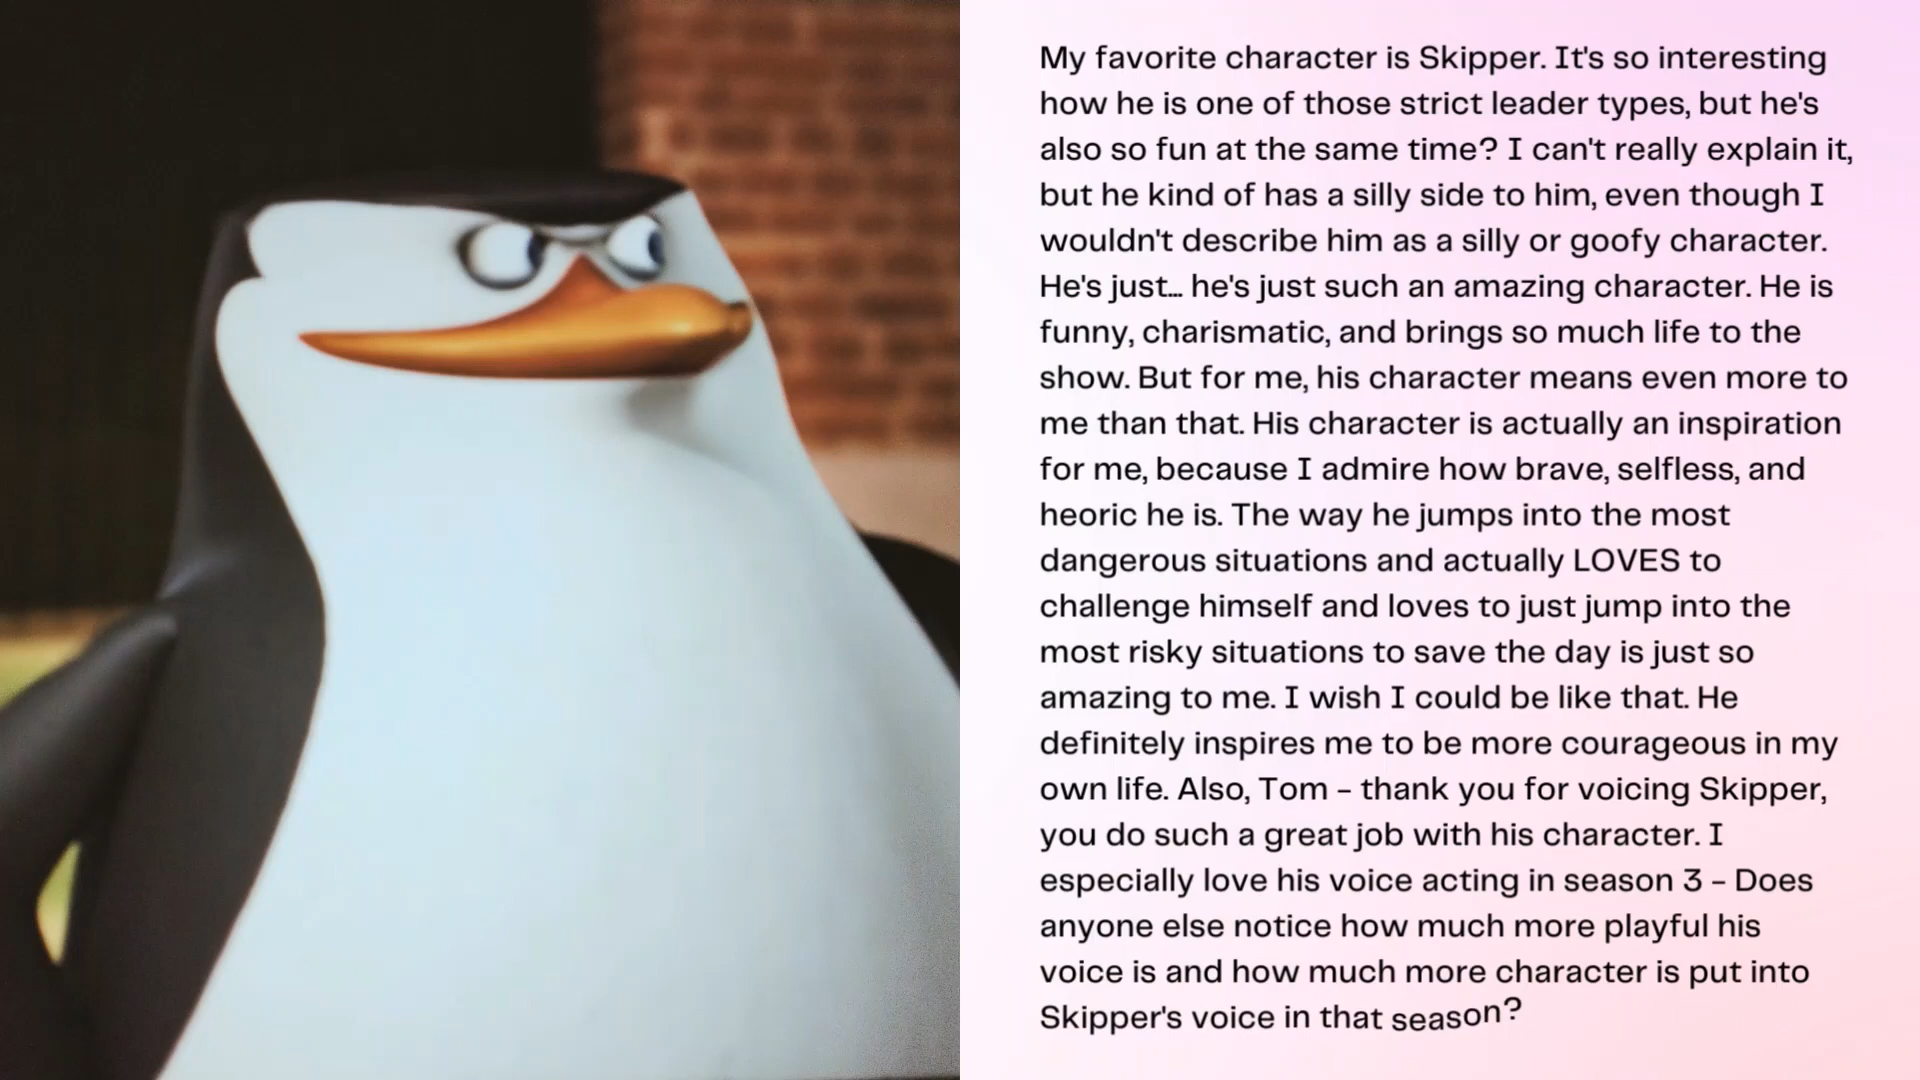 My favorite character is Skipper. It's so interesting
how he is one of those strict leader types, but he's
also so fun at the same time? I can't really explain it,
but he kind of has a silly side to him, even though I
wouldn't describe him as a silly or goofy character.
He's just... he's just such an amazing character. He is
funny, charismatic, and brings so much life to the
show. But for me, his character means even more to
me than that. His character is actually an inspiration
for me, because I admire how brave, selfless, and
heoric he is. The way he jumps into the most
dangerous situations and actually LOVES to
challenge himself and loves to just jump into the
most risky situations to save the day is just so
amazing to me. I wish I could be like that. He
definitely inspires me to be more courageous in my
own life. Also, Tom - thank you for voicing Skipper,
you do such a great job with his character. I
especially love his voice acting in season 3 - Does
anyone else notice how much more playful his
voice is and how much more character is put into
Skipper's voice in that season?